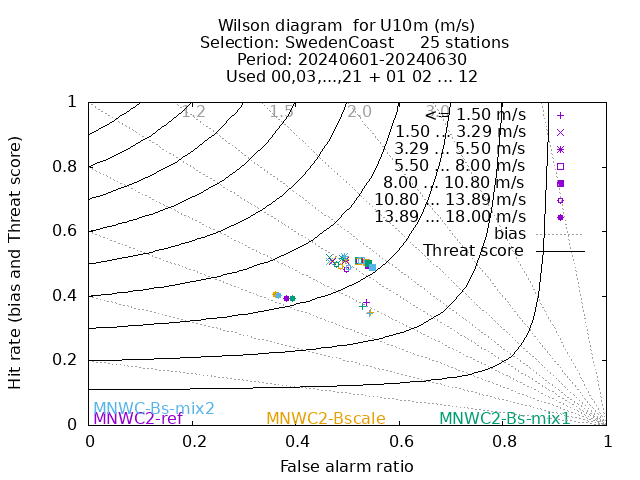 Wilson diagram  for U10m (m/s)
Selection: SwedenCoast     25 stations
Period: 20240601-20240630
Used 00,03,...,21 + 01 02 ... 12
1
0.8
0.6
0.4
0.2
0
Hit rate (bias and Threat score)
1.2
1.5
2.0
3.0
<= 1.50 m/s
1.50 ... 3.29 m/s
3.29 ... 5.50 m/s
5.50 ... 8.00 m/s
8.00 ... 10.80 m/s
10.80 ... 13.89 m/s
13.89 ... 18.00 m/s
bias
Threat score
MNWC-Bs-mix2
MNWC2-ref
MNWC2-Bscale
MNWC2-Bs-mix1
0
0.2
0.4
0.6
0.8
1
False alarm ratio